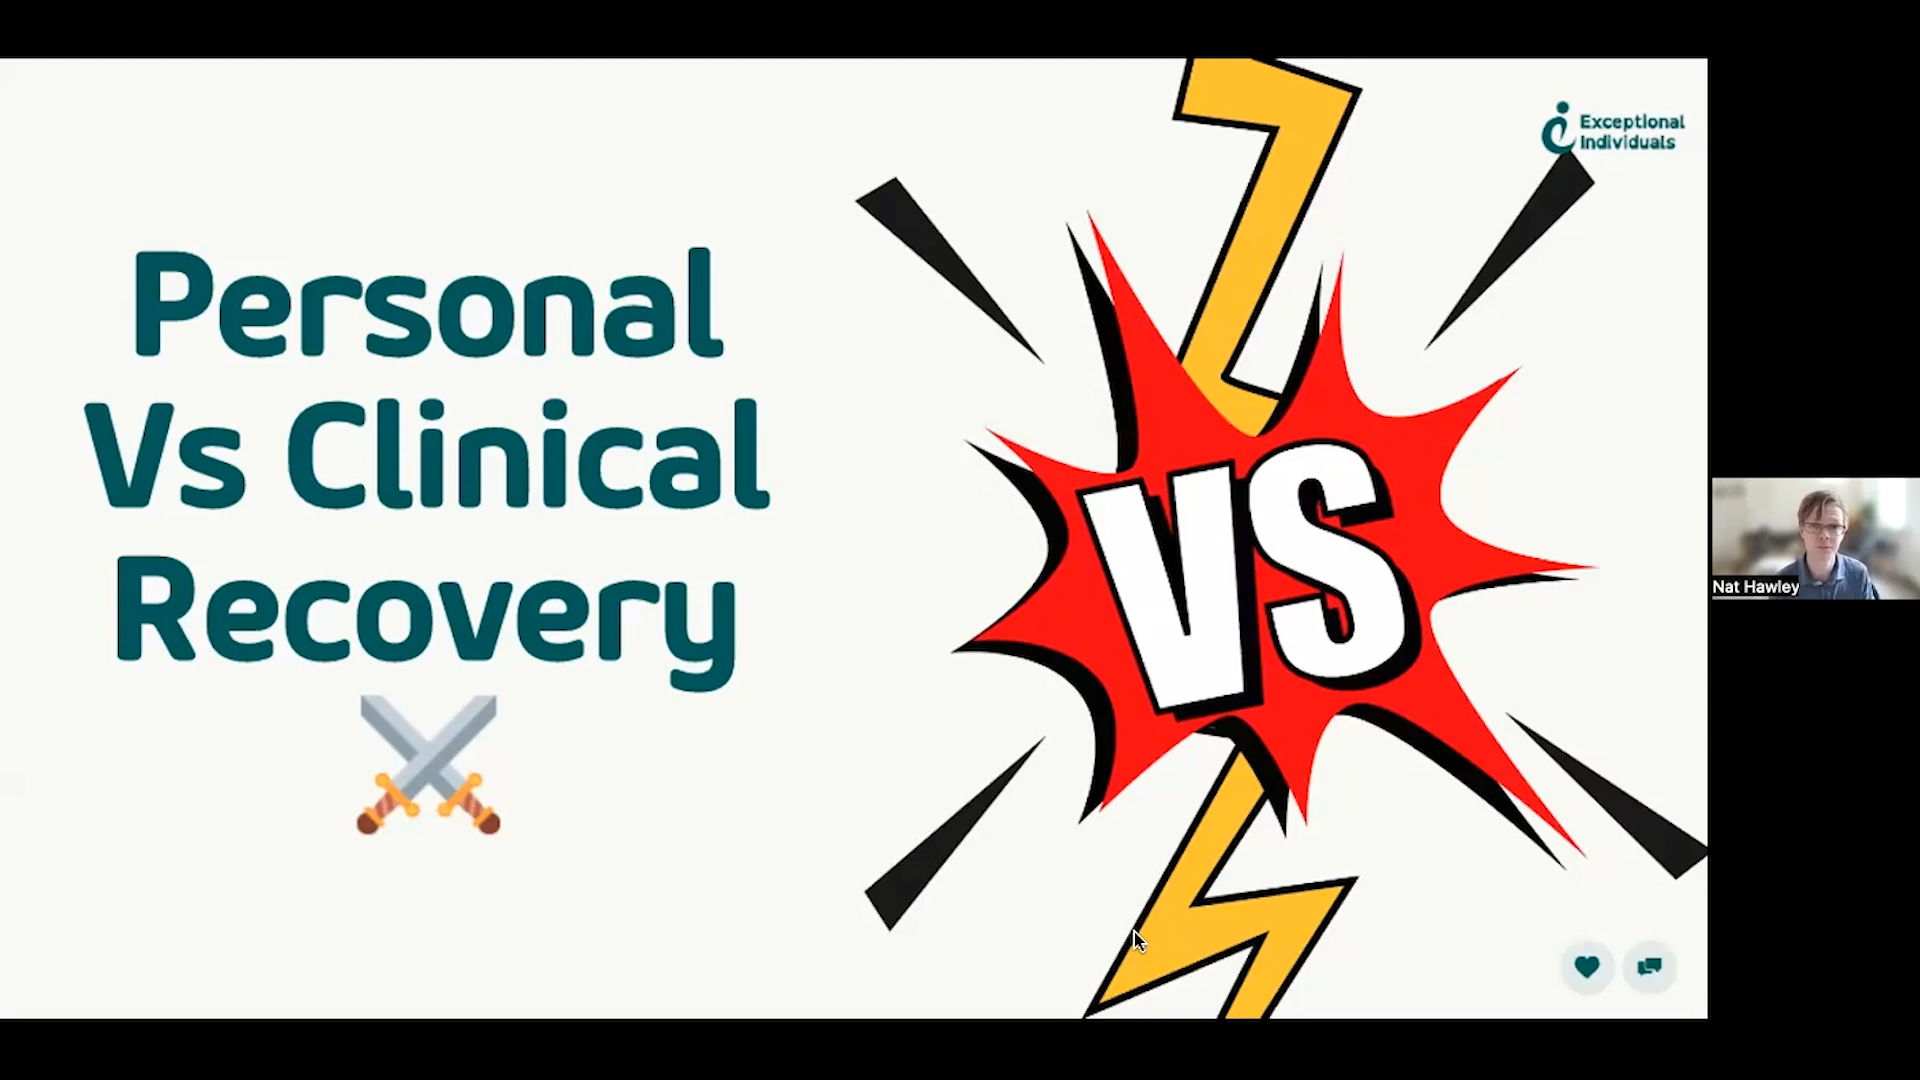 Personal
Vs Clinical
Recovery
VS
Exceptional
Individuals
Nat Hawley